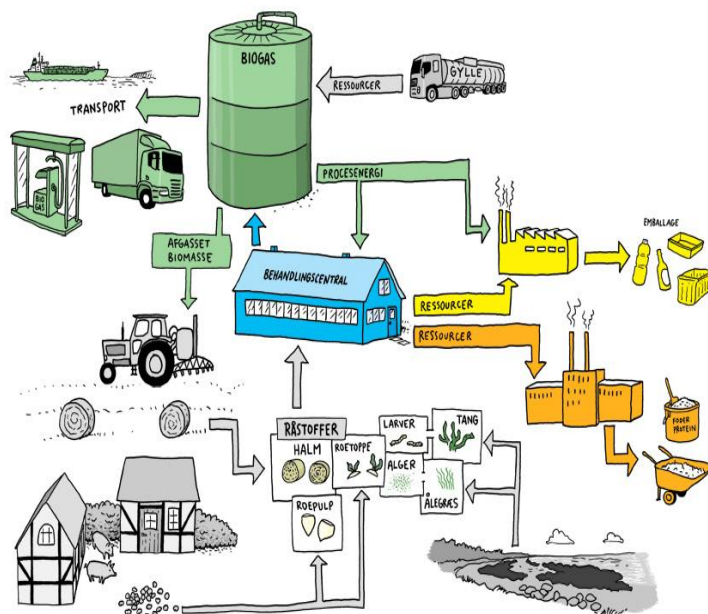 BIOGAS
RESSOURCER
GYLLE
TRANSPORT
BIO
GAS
PROCESENERGI
AFGASSET
BIOMASSE
EMBALLAGE
BEHANDLINGSCENTRAL
RESSOURCER
RESSOURCER
FODER
PROTEIN
RÅSTOFFER
HALM
ROETOPPE
LARVER
TANG
ALGER
ÅLEGRÆS
ROEPULP